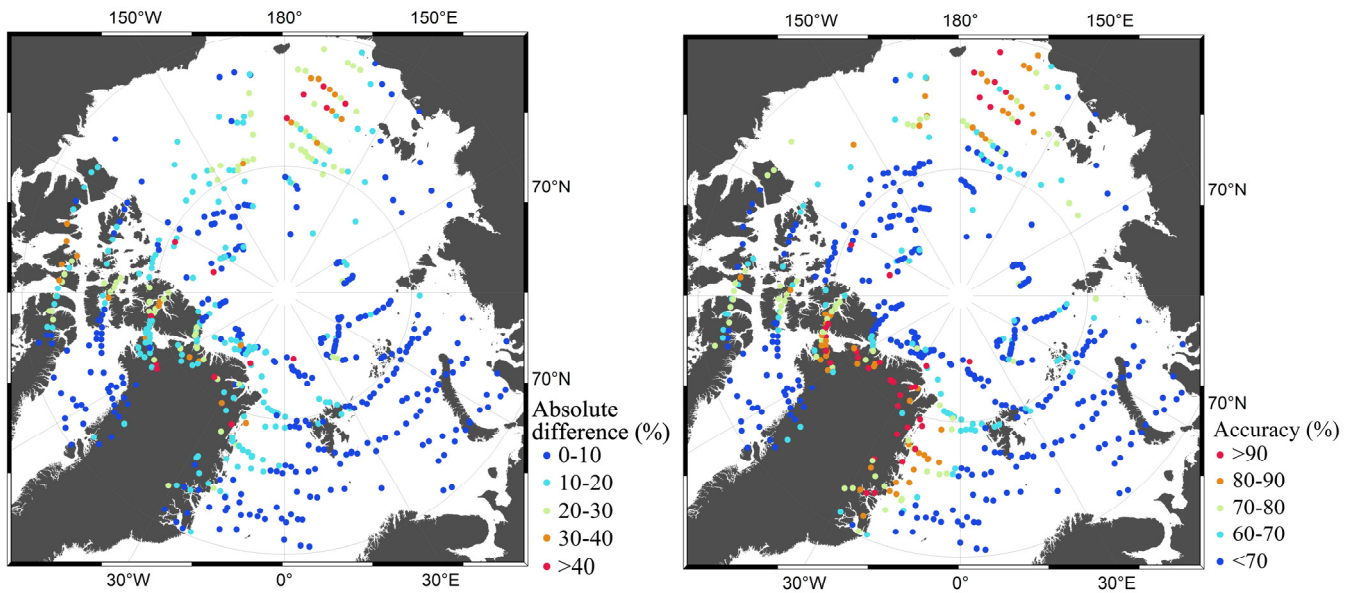 150°W 180° 150°E
70°N
70°N
Absolute
difference (%)
0-10
10-20
20-30
30-40
>40
30°W 0° 30°E
150°W 180° 150°E
70°N
70°N
Accuracy (%)
>90
80-90
70-80
60-70
<70
30°W 0° 30°E